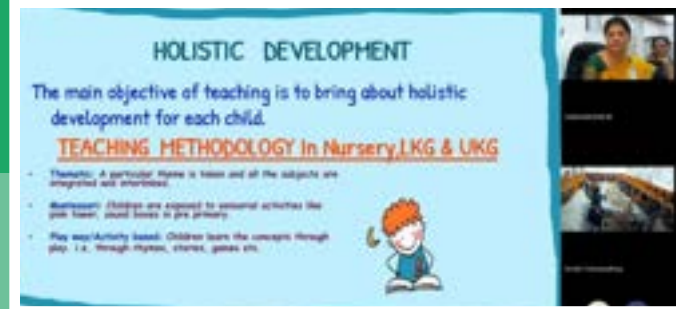 HOLISTIC DEVELOPMENT
The main objective of teaching is to bring about holistic
development for each child.
TEACHING METHODOLOGY In Nursery,LKG & UKG
Thematic: A particular theme is taken and all the subjects are
integrated and interlinked.
Montessori: Children are exposed to sensorial activities like
pink tower, sound boxes in pre primary.
Play way/Activity based: Children learn the concepts through
play. i.e. through rhymes, stories, games etc.